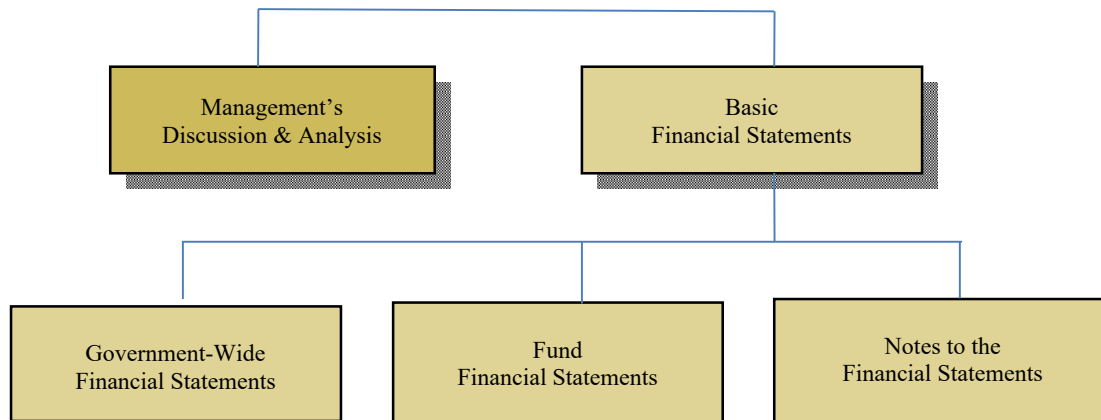 Management’s
Discussion & Analysis
Basic
Financial Statements
Government-Wide
Financial Statements
Fund
Financial Statements
Notes to the
Financial Statements